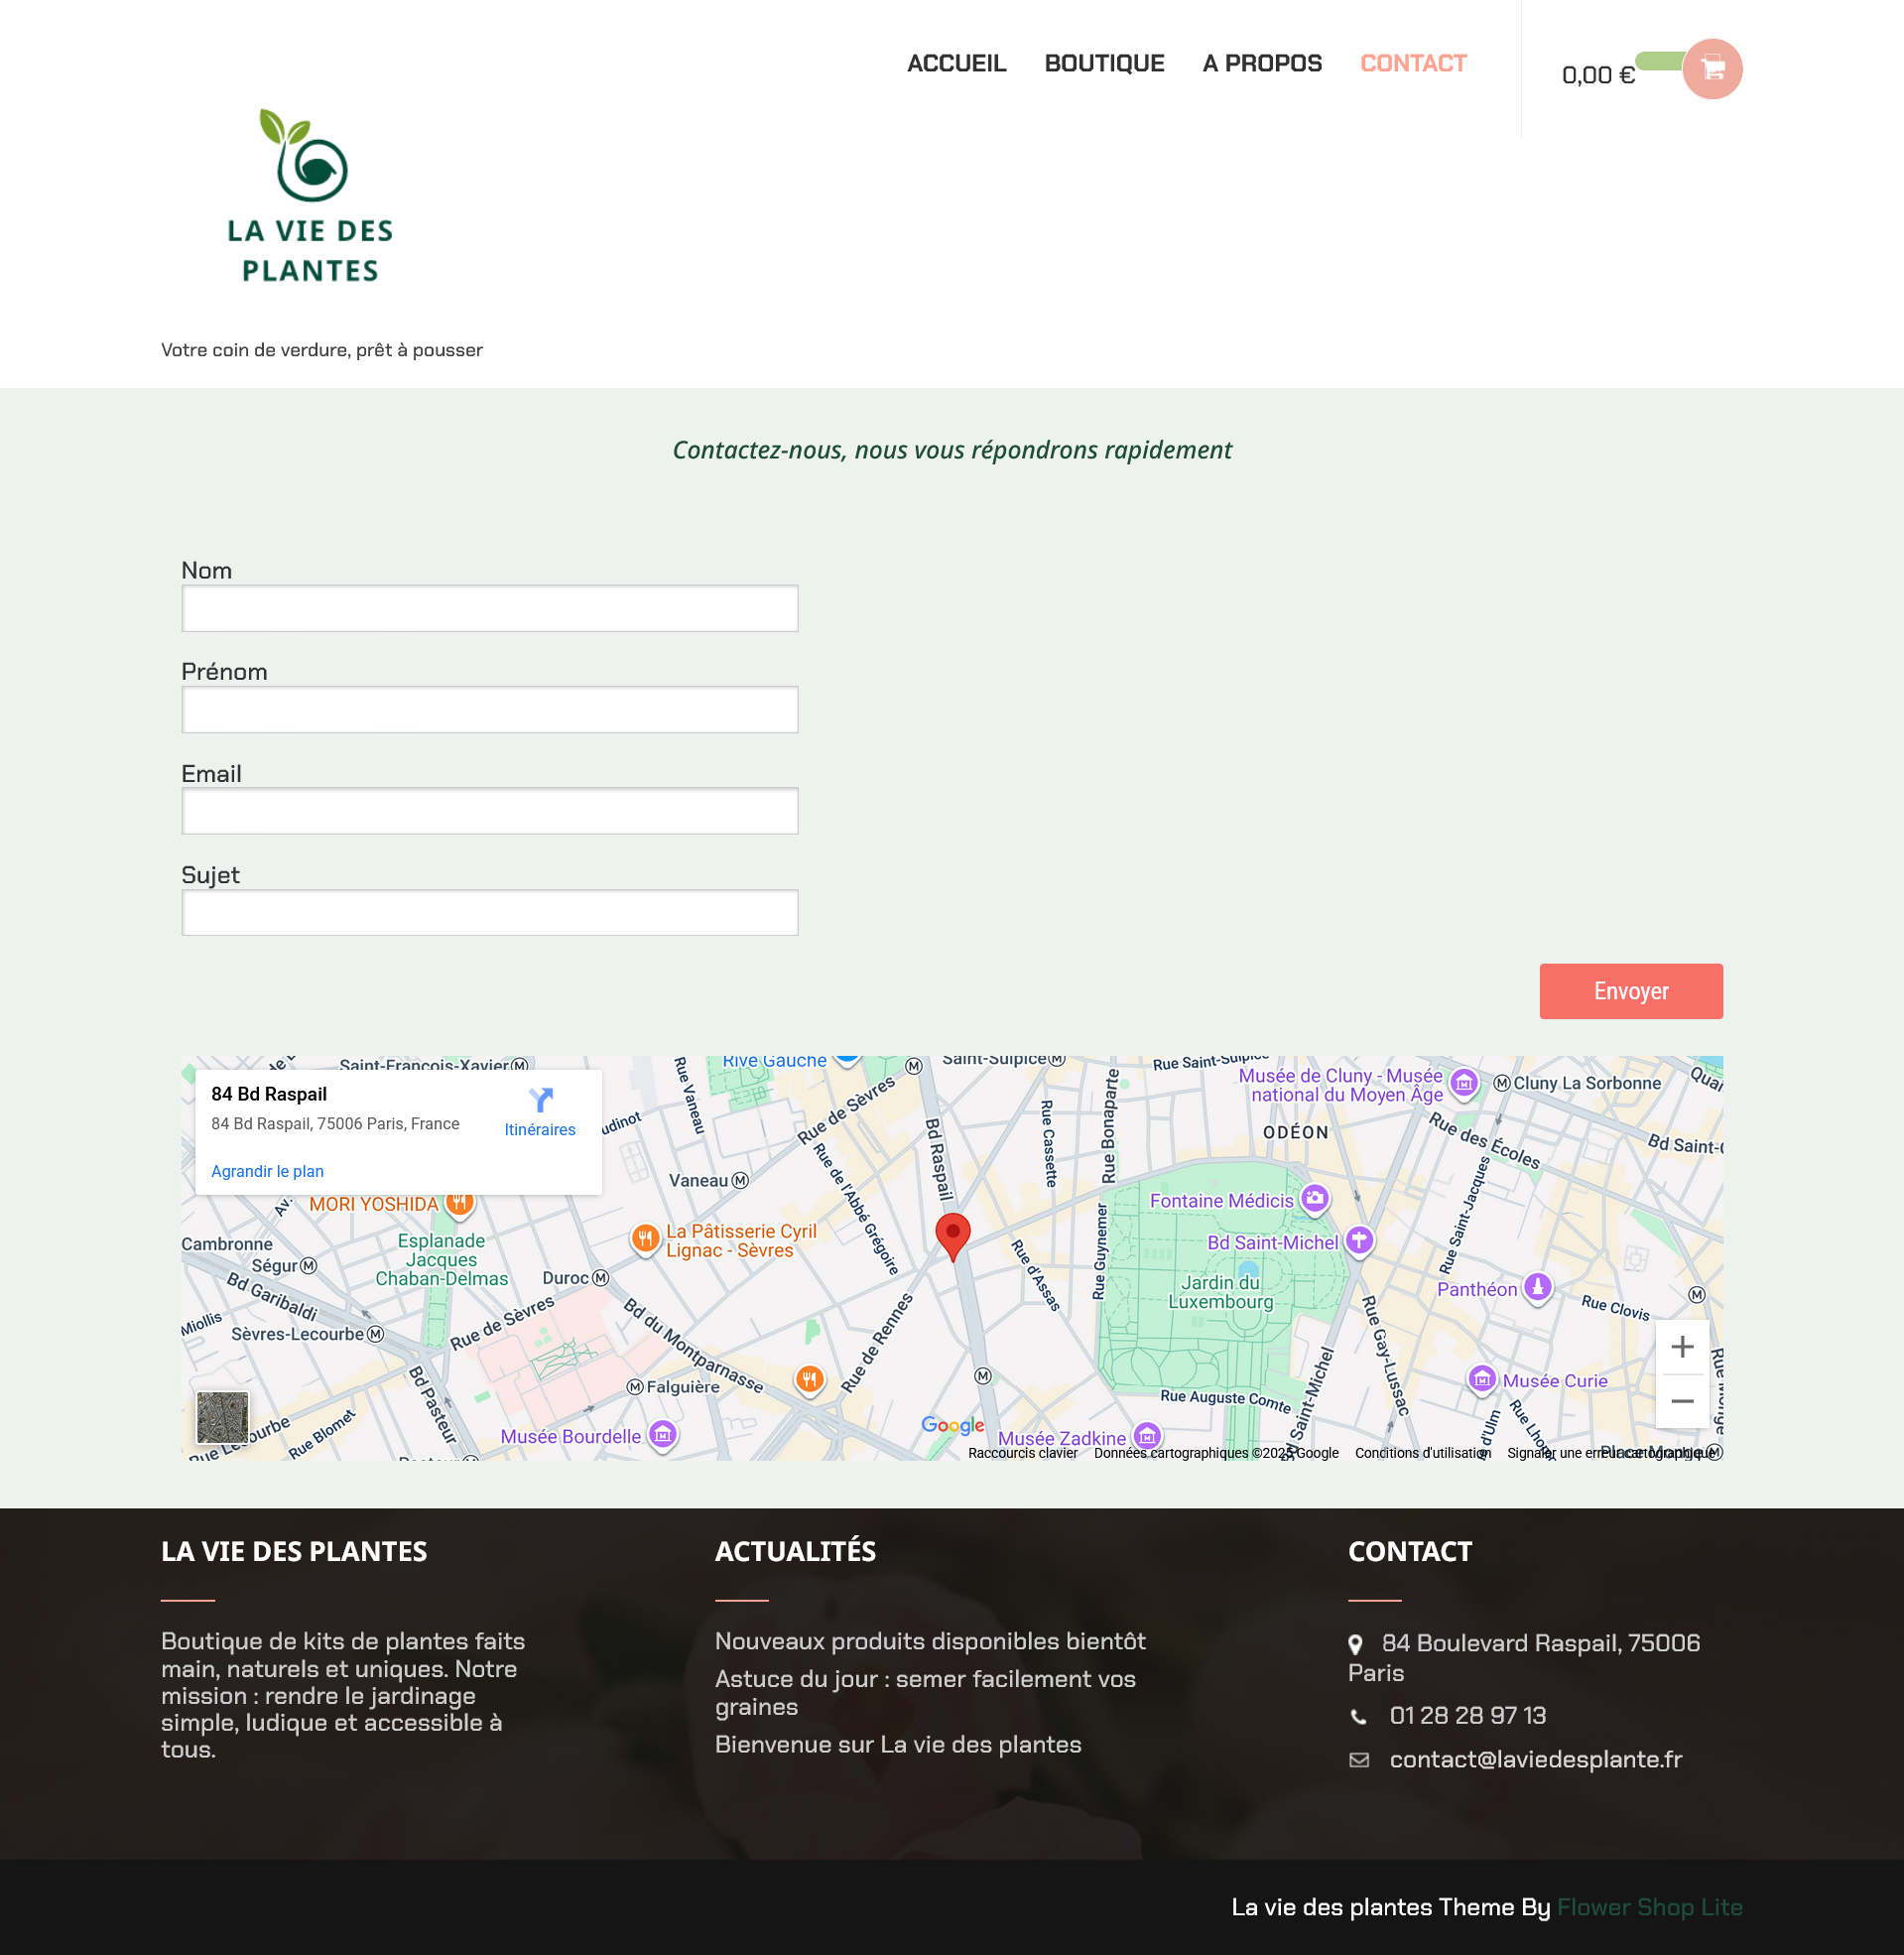 ACCUEIL BOUTIQUE A PROPOS CONTACT
0,00 €
LA VIE DES
PLANTES
Votre coin de verdure, prêt à pousser
Contactez-nous, nous vous répondrons rapidement
Nom
Prénom
Email
Sujet
Envoyer
84 Bd Raspail
84 Bd Raspail, 75006 Paris, France
Itinéraires
Agrandir le plan
Saint-François-Xavier
Rive Gauche
Saint-Sulpice
Rue Saint-Sulpice
Musée de Cluny - Musée
national du Moyen Âge
Cluny La Sorbonne
Rue Vaneau
Rue de Sèvres
Bd Raspail
Rue Cassette
Rue Bonaparte
ODÉON
Rue des Écoles
Vaneau
Rue de l'Abbé Grégoire
Rue Saint-Jacques
MORI YOSHIDA
Fontaine Médicis
La Pâtisserie Cyril
Lignac - Sèvres
Esplanade
Jacques
Chaban-Delmas
Cambronne
Ségur
Duroc
Bd Saint-Michel
Rue Guynemer
Rue d'Assas
Jardin du
Luxembourg
Panthéon
Rue Clovis
Bd Garibaldi
Miollis
Sèvres-Lecourbe
Rue de Sèvres
Bd du Montparnasse
Rue de Rennes
Rue Gay-Lussac
Bd Pasteur
Falguière
Rue Auguste Comte
Bd Saint-Michel
Musée Curie
Rue Lecourbe
Rue Blomet
Musée Bourdelle
Google
Musée Zadkine
Rue d'Ulm
Place Monge
Raccourcis clavier Données cartographiques ©2025 Google Conditions d'utilisation Signaler une erreur cartographique
LA VIE DES PLANTES
Boutique de kits de plantes faits
main, naturels et uniques. Notre
mission : rendre le jardinage
simple, ludique et accessible à
tous.
ACTUALITÉS
Nouveaux produits disponibles bientôt
Astuce du jour : semer facilement vos
graines
Bienvenue sur La vie des plantes
CONTACT
84 Boulevard Raspail, 75006
Paris
01 28 28 97 13
contact@laviedesplante.fr
La vie des plantes Theme By Flower Shop Lite